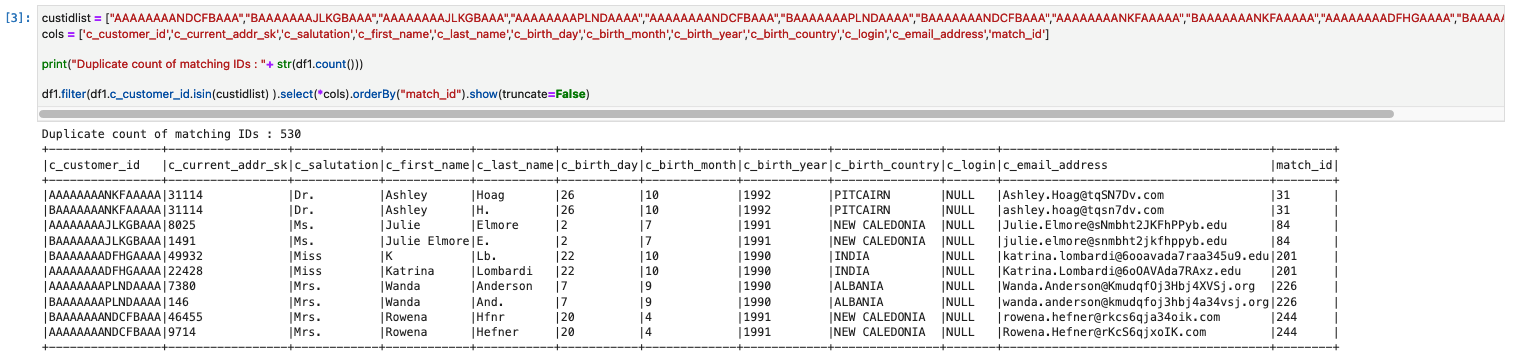 [3]: custidlist = ["AAAAAAAANDCFBAAA","BAAAAAAAJLKGBAAA","AAAAAAAAJLKGBAAA","AAAAAAAAPLNDAAAA","AAAAAAAANDCFBAAA","BAAAAAAAPLNDAAAA","BAAAAAAANDCFBAAA","AAAAAAAANKFAAAAA","BAAAAAAANKFAAAAA","AAAAAAAADFHGAAAA","BAAAAA
cols = ['c_customer_id','c_current_addr_sk','c_salutation','c_first_name','c_last_name','c_birth_day','c_birth_month','c_birth_year','c_birth_country','c_login','c_email_address','match_id']
print("Duplicate count of matching IDs : "+ str(df1.count()))
df1.filter(df1.c_customer_id.isin(custidlist) ).select(*cols).orderBy("match_id").show(truncate=False)
Duplicate count of matching IDs : 530
|c_customer_id |c_current_addr_sk|c_salutation|c_first_name|c_last_name|c_birth_day|c_birth_month|c_birth_year|c_birth_country|c_login|c_email_address |match_id|
|AAAAAAAANKFAAAAA|31114 |Dr. |Ashley |Hoag |26 |10 |1992 |PITCAIRN |NULL |Ashley.Hoag@tqSN7Dv.com |31 |
|BAAAAAAANKFAAAAA|31114 |Dr. |Ashley |H. |26 |10 |1992 |PITCAIRN |NULL |ashley.hoag@tqsn7dv.com |31 |
|AAAAAAAAJLKGBAAA|8025 |Ms. |Julie |Elmore |2 |7 |1991 |NEW CALEDONIA |NULL |Julie.Elmore@sNmbht2JKFhPPyb.edu |84 |
|BAAAAAAAJLKGBAAA|1491 |Ms. |Julie Elmore|E. |2 |7 |1991 |NEW CALEDONIA |NULL |julie.elmore@snmbht2jkfhppyb.edu |84 |
|BAAAAAAADFHGAAAA|49932 |Miss |K |Lb. |22 |10 |1990 |INDIA |NULL |katrina.lombardi@6ooavada7raa345u9.edu|201 |
|AAAAAAAADFHGAAAA|22428 |Miss |Katrina |Lombardi |22 |10 |1990 |INDIA |NULL |Katrina.Lombardi@6oOAVAda7RAxz.edu |201 |
|AAAAAAAAPLNDAAAA|7380 |Mrs. |Wanda |Anderson |7 |9 |1990 |ALBANIA |NULL |Wanda.Anderson@KmudqfOj3Hbj4XVSj.org |226 |
|BAAAAAAAPLNDAAAA|146 |Mrs. |Wanda |And. |7 |9 |1990 |ALBANIA |NULL |wanda.anderson@kmudqfoj3hbj4a34vsj.org|226 |
|BAAAAAAANDCFBAAA|46455 |Mrs. |Rowena |Hfnr |20 |4 |1991 |NEW CALEDONIA |NULL |rowena.hefner@rkcs6qja34oik.com |244 |
|AAAAAAAANDCFBAAA|9714 |Mrs. |Rowena |Hefner |20 |4 |1991 |NEW CALEDONIA |NULL |Rowena.Hefner@rKcS6qjxoIK.com |244 |